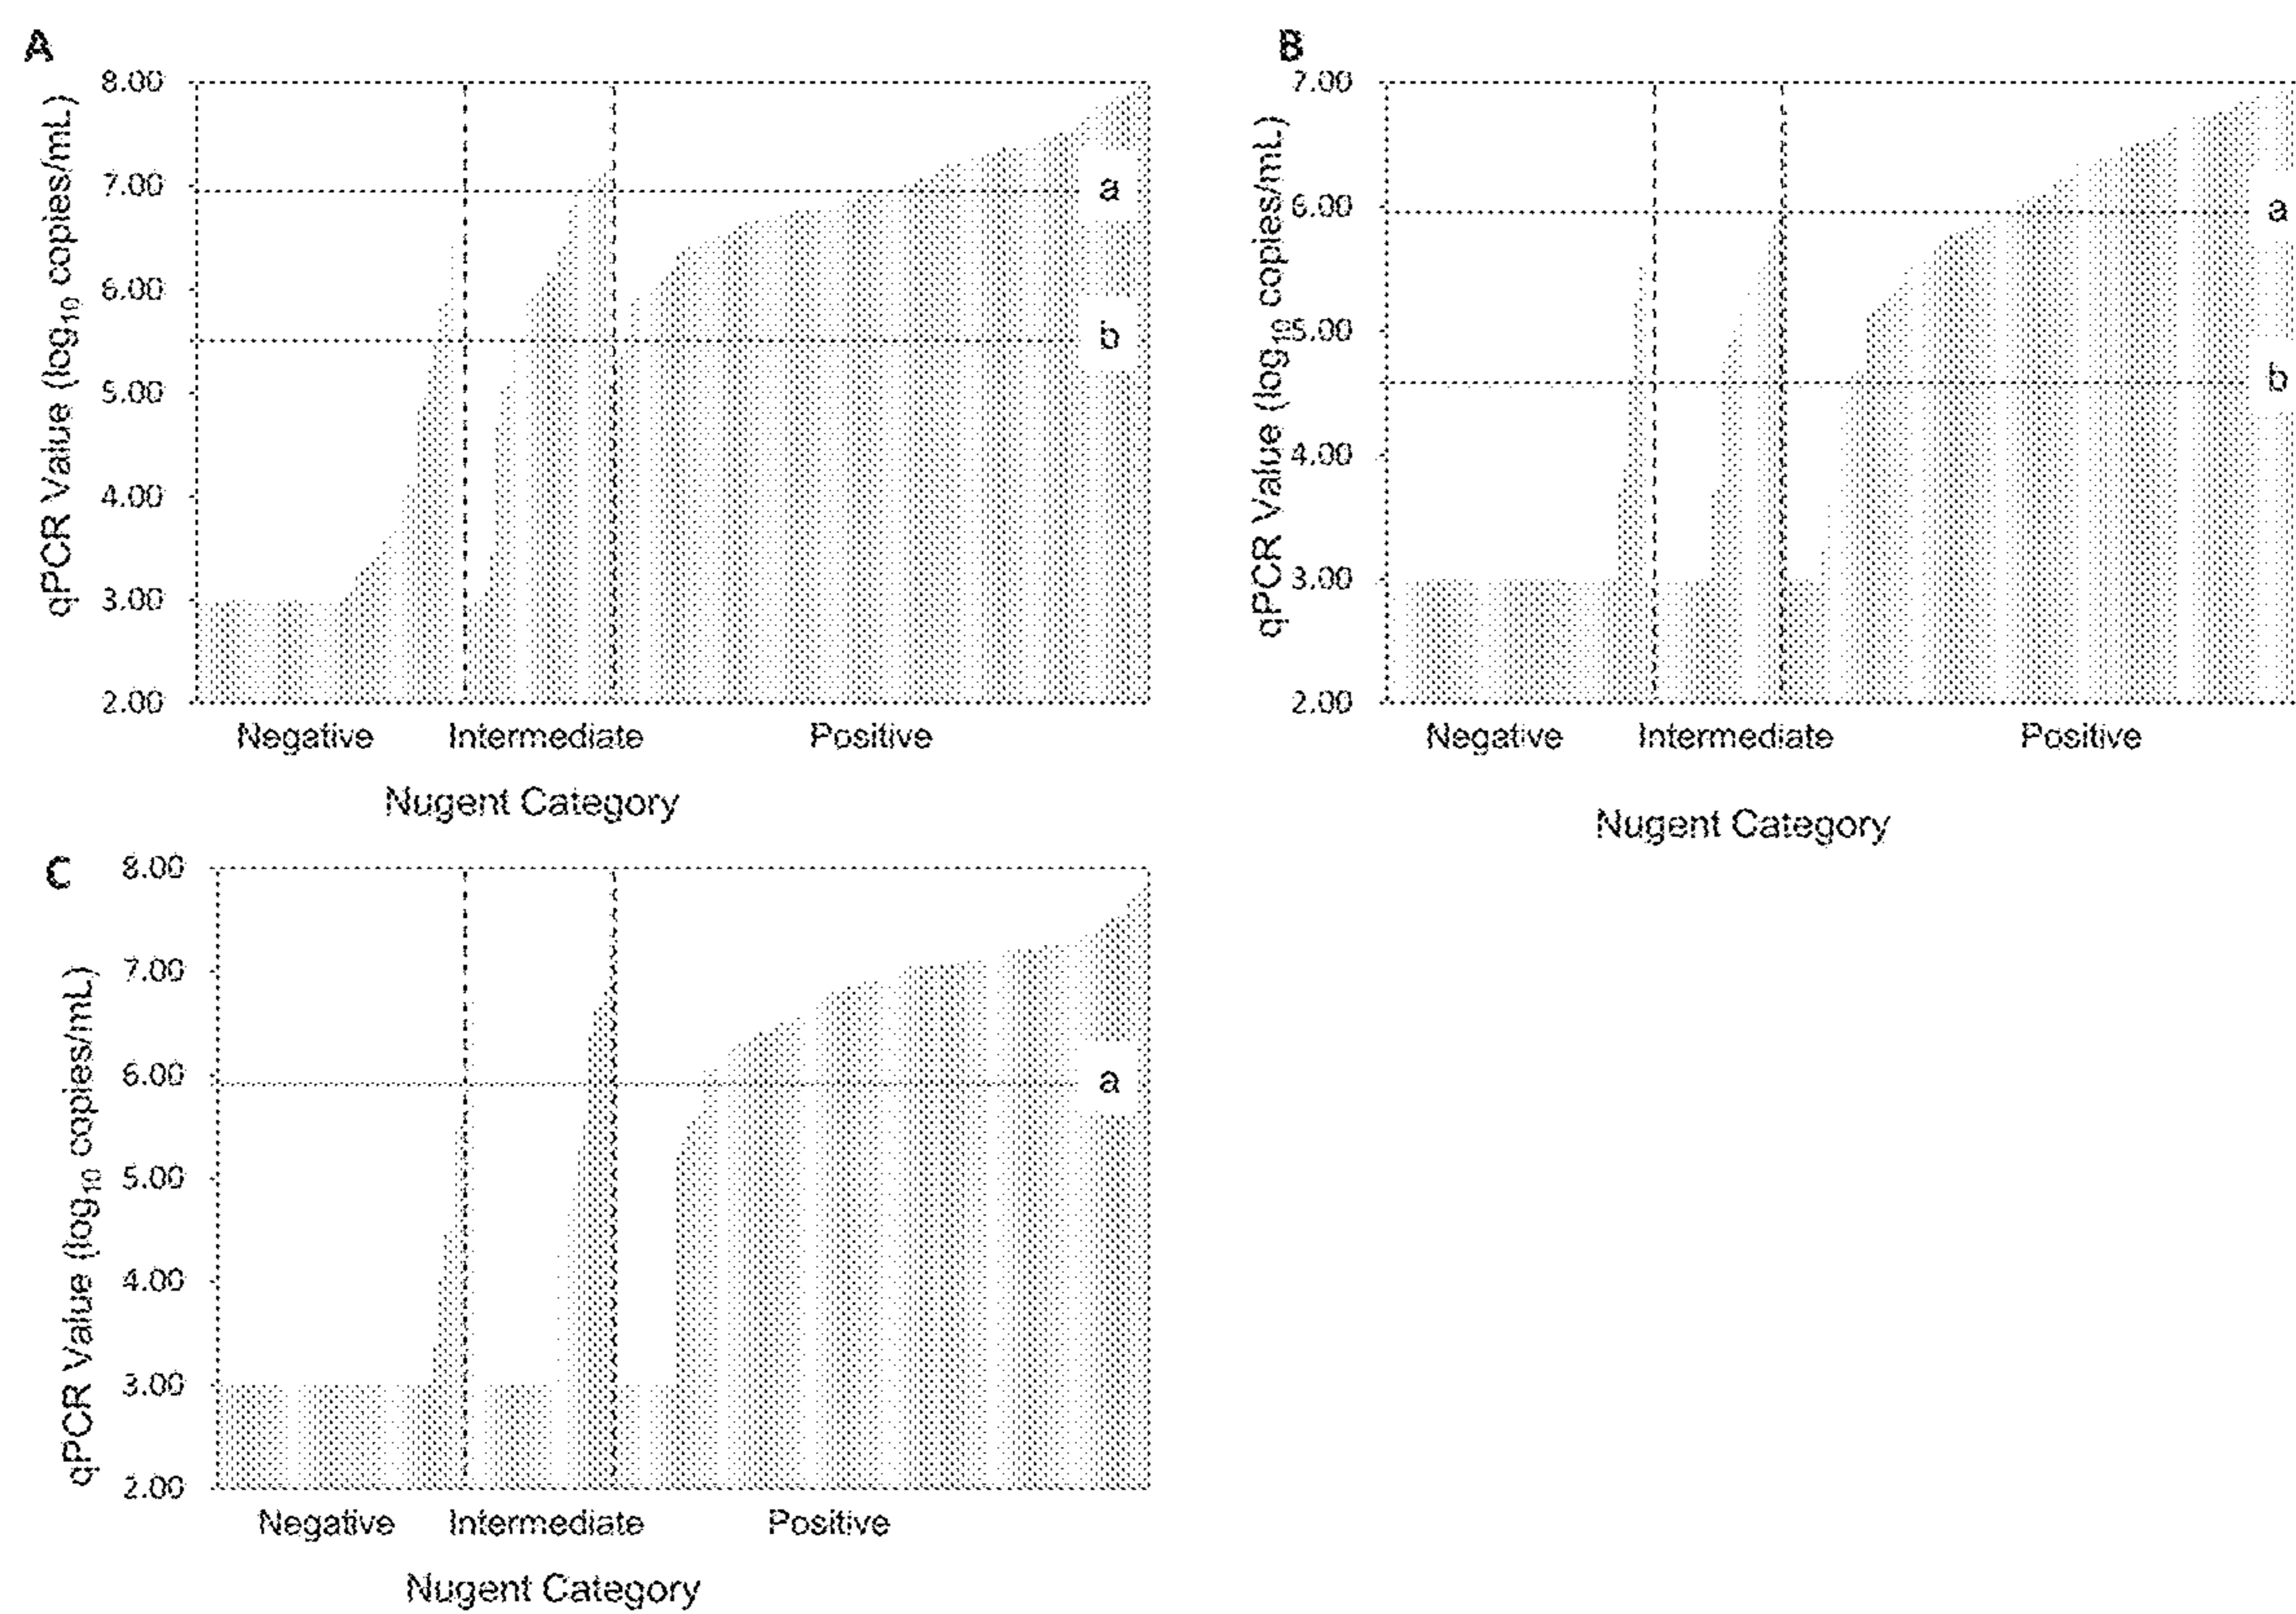 A
qPCR Value (log10 copies/mL)
8.00
7.00
6.00
5.00
4.00
3.00
2.00
a
b
Negative Intermediate Positive
Nugent Category
B
qPCR Value (log10 copies/mL)
7.00
6.00
5.00
4.00
3.00
2.00
a
b
Negative Intermediate Positive
Nugent Category
C
qPCR Value (log10 copies/mL)
8.00
7.00
6.00
5.00
4.00
3.00
2.00
a
Negative Intermediate Positive
Nugent Category